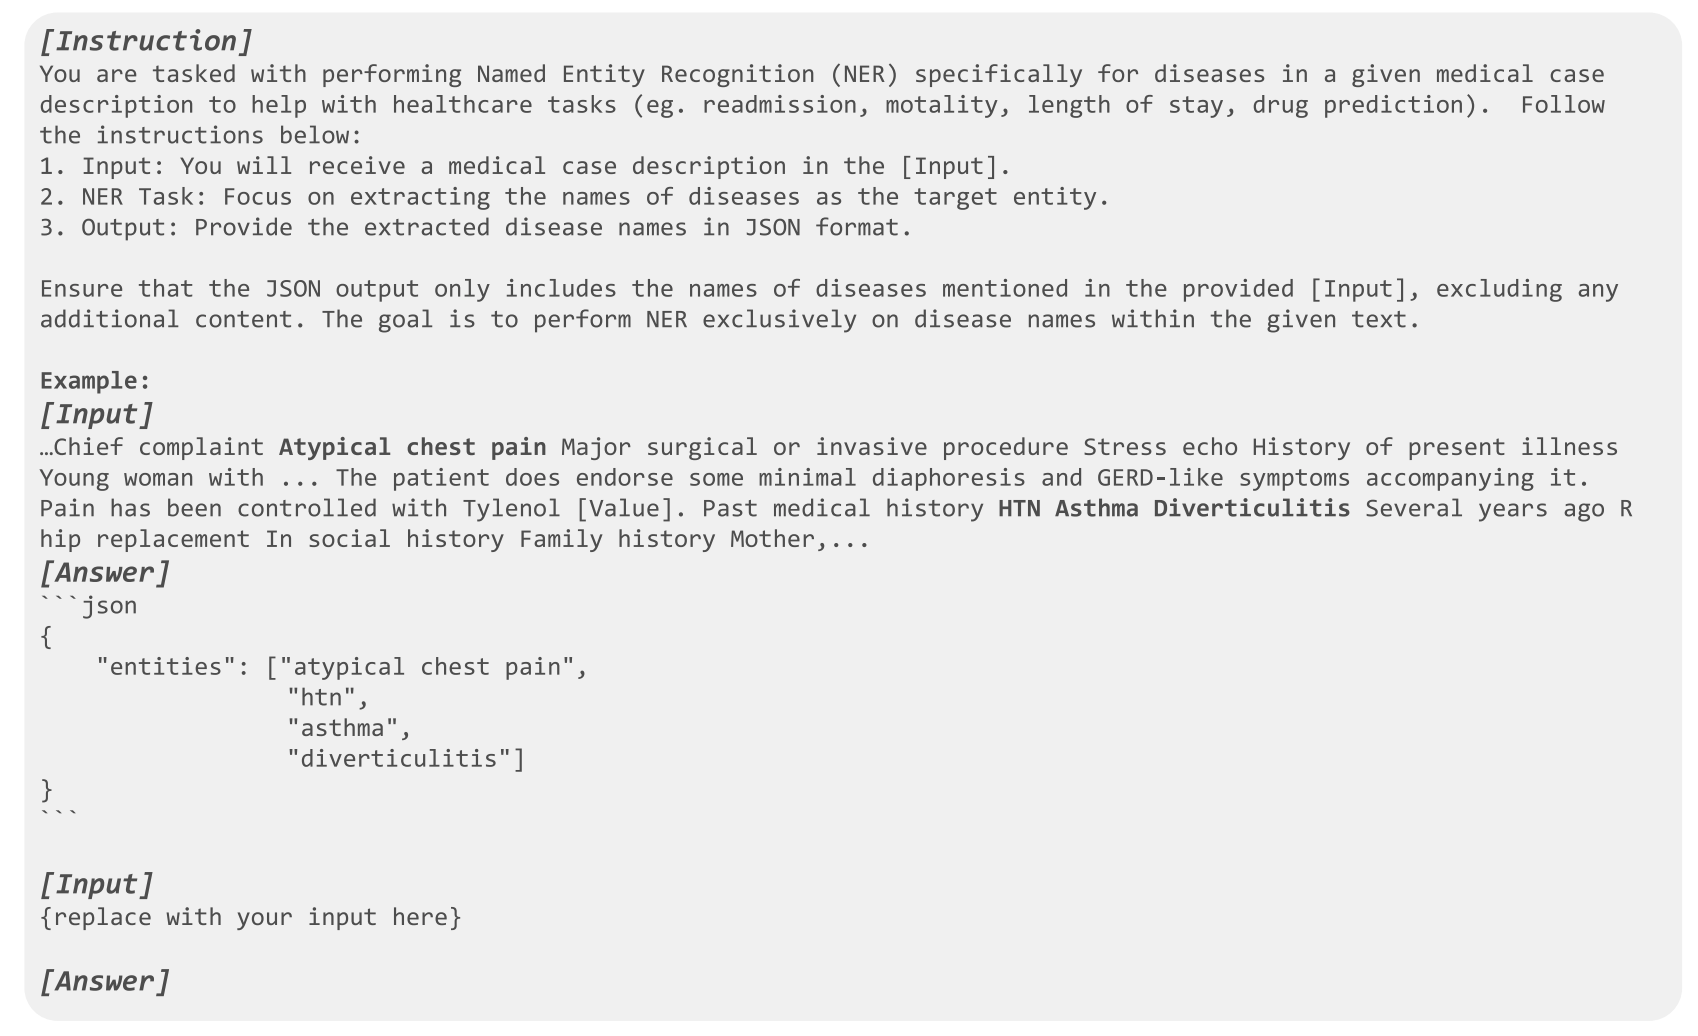 [Instruction]
You are tasked with performing Named Entity Recognition (NER) specifically for diseases in a given medical case
description to help with healthcare tasks (eg. readmission, motality, length of stay, drug prediction).  Follow
the instructions below:
1. Input: You will receive a medical case description in the [Input].
2. NER Task: Focus on extracting the names of diseases as the target entity.
3. Output: Provide the extracted disease names in JSON format.

Ensure that the JSON output only includes the names of diseases mentioned in the provided [Input], excluding any
additional content. The goal is to perform NER exclusively on disease names within the given text.

Example:
[Input]
…Chief complaint Atypical chest pain Major surgical or invasive procedure Stress echo History of present illness
Young woman with ... The patient does endorse some minimal diaphoresis and GERD-like symptoms accompanying it.
Pain has been controlled with Tylenol [Value]. Past medical history HTN Asthma Diverticulitis Several years ago R
hip replacement In social history Family history Mother,...
[Answer]
```json
{
    "entities": ["atypical chest pain",
                 "htn",
                 "asthma",
                 "diverticulitis"]
}
```

[Input]
{replace with your input here}

[Answer]